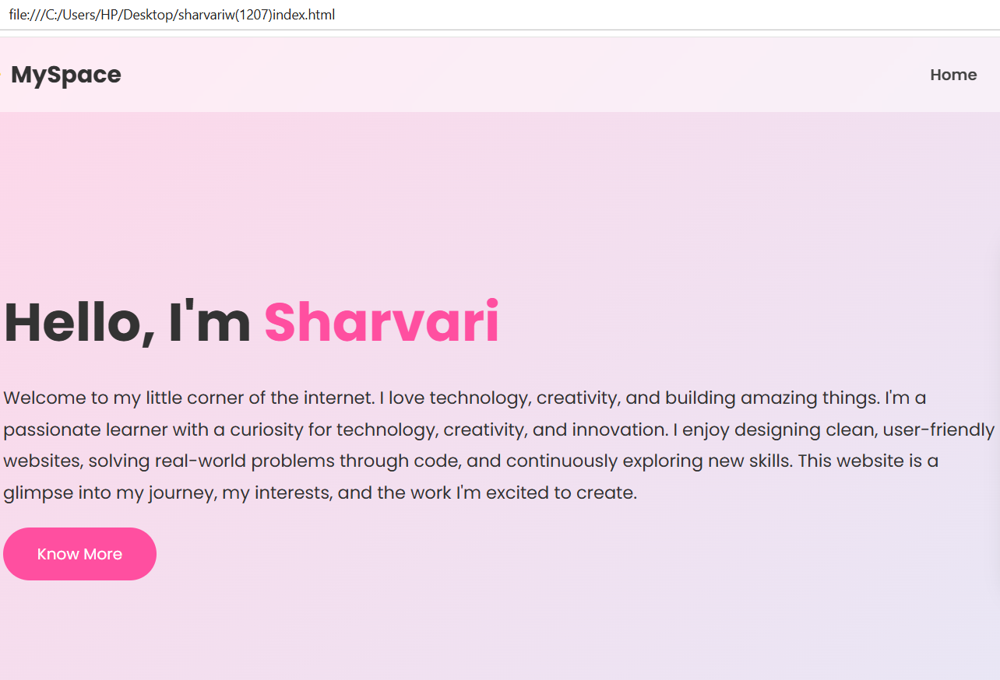 file:///C:/Users/HP/Desktop/sharvariw(1207)index.html
MySpace
Home
Hello, I'm Sharvari
Welcome to my little corner of the internet. I love technology, creativity, and building amazing things. I'm a
passionate learner with a curiosity for technology, creativity, and innovation. I enjoy designing clean, user-friendly
websites, solving real-world problems through code, and continuously exploring new skills. This website is a
glimpse into my journey, my interests, and the work I'm excited to create.
Know More